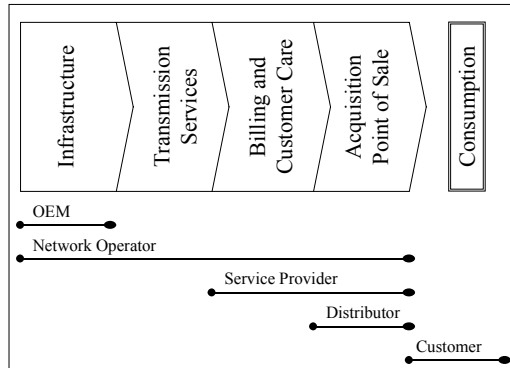 Infrastructure
Transmission
Services
Billing and
Customer Care
Acquisition
Point of Sale
Consumption
OEM
Network Operator
Service Provider
Distributor
Customer